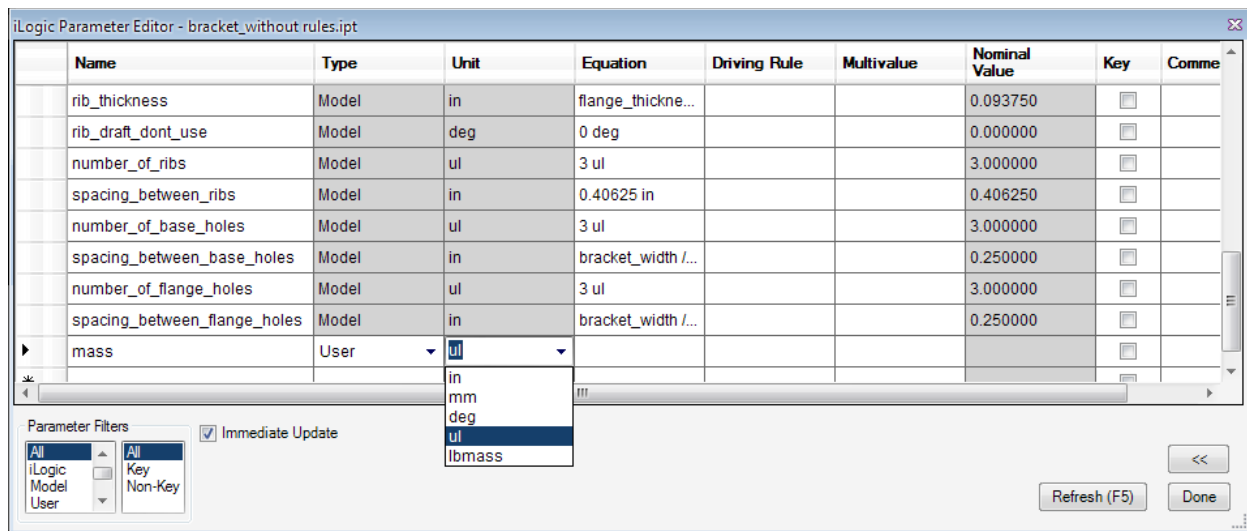 iLogic Parameter Editor - bracket_without rules.ipt
Name Type Unit Equation Driving Rule Multivalue Nominal Value Key Comme
rib_thickness Model in flange_thickne... 0.093750
rib_draft_dont_use Model deg 0 deg 0.000000
number_of_ribs Model ul 3 ul 3.000000
spacing_between_ribs Model in 0.40625 in 0.406250
number_of_base_holes Model ul 3 ul 3.000000
spacing_between_base_holes Model in bracket_width /... 0.250000
number_of_flange_holes Model ul 3 ul 3.000000
spacing_between_flange_holes Model in bracket_width /... 0.250000
mass User ul
in
mm
deg
ul
lbmass
Parameter Filters
All
iLogic
Model
User
All
Key
Non-Key
Immediate Update
<<
Refresh (F5) Done